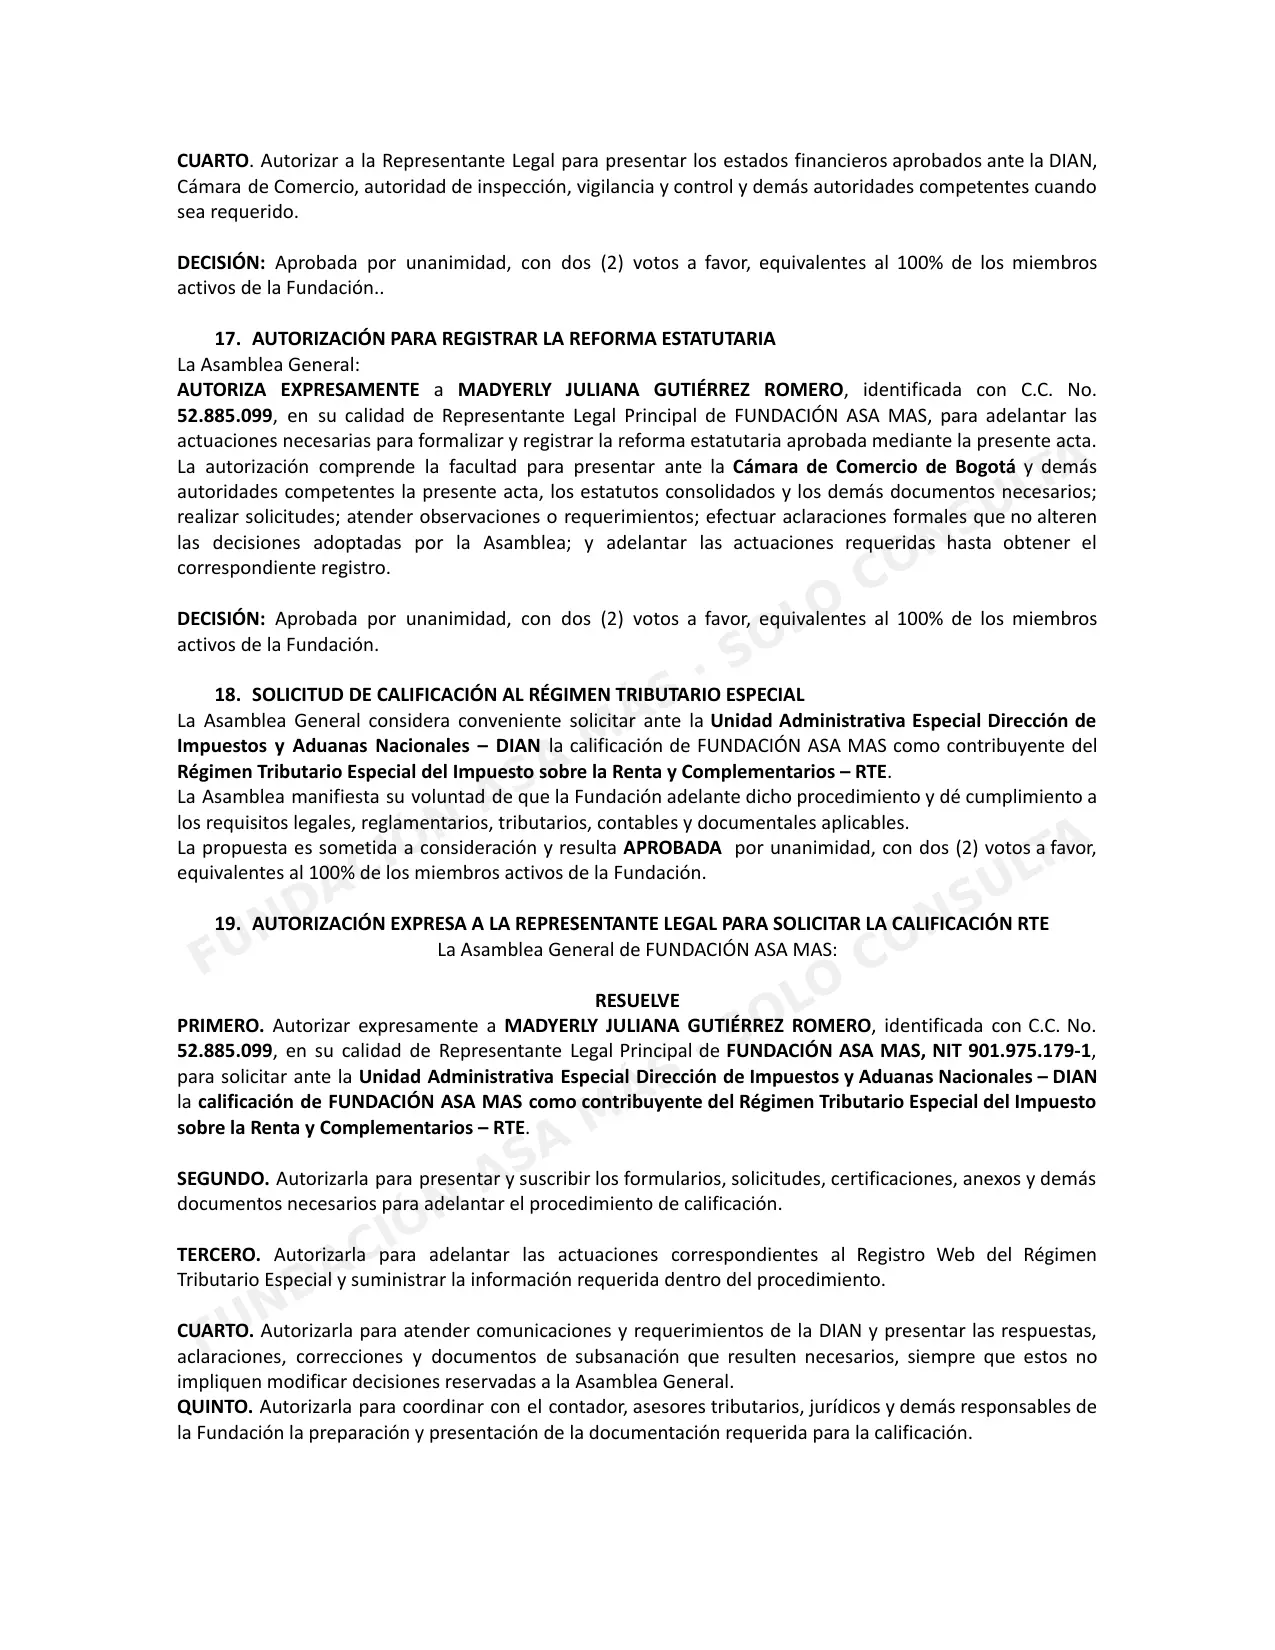 CUARTO. Autorizar a la Representante Legal para presentar los estados financieros aprobados ante la DIAN,
Cámara de Comercio, autoridad de inspección, vigilancia y control y demás autoridades competentes cuando
sea requerido.
DECISIÓN: Aprobada por unanimidad, con dos (2) votos a favor, equivalentes al 100% de los miembros
activos de la Fundación..
17. AUTORIZACIÓN PARA REGISTRAR LA REFORMA ESTATUTARIA
La Asamblea General:
AUTORIZA EXPRESAMENTE a MADYERLY JULIANA GUTIÉRREZ ROMERO, identificada con C.C. No.
52.885.099, en su calidad de Representante Legal Principal de FUNDACIÓN ASA MAS, para adelantar las
actuaciones necesarias para formalizar y registrar la reforma estatutaria aprobada mediante la presente acta.
La autorización comprende la facultad para presentar ante la Cámara de Comercio de Bogotá y demás
autoridades competentes la presente acta, los estatutos consolidados y los demás documentos necesarios;
realizar solicitudes; atender observaciones o requerimientos; efectuar aclaraciones formales que no alteren
las decisiones adoptadas por la Asamblea; y adelantar las actuaciones requeridas hasta obtener el
correspondiente registro.
DECISIÓN: Aprobada por unanimidad, con dos (2) votos a favor, equivalentes al 100% de los miembros
activos de la Fundación.
18. SOLICITUD DE CALIFICACIÓN AL RÉGIMEN TRIBUTARIO ESPECIAL
La Asamblea General considera conveniente solicitar ante la Unidad Administrativa Especial Dirección de
Impuestos y Aduanas Nacionales – DIAN la calificación de FUNDACIÓN ASA MAS como contribuyente del
Régimen Tributario Especial del Impuesto sobre la Renta y Complementarios – RTE.
La Asamblea manifiesta su voluntad de que la Fundación adelante dicho procedimiento y dé cumplimiento a
los requisitos legales, reglamentarios, tributarios, contables y documentales aplicables.
La propuesta es sometida a consideración y resulta APROBADA por unanimidad, con dos (2) votos a favor,
equivalentes al 100% de los miembros activos de la Fundación.
19. AUTORIZACIÓN EXPRESA A LA REPRESENTANTE LEGAL PARA SOLICITAR LA CALIFICACIÓN RTE
La Asamblea General de FUNDACIÓN ASA MAS:
RESUELVE
PRIMERO. Autorizar expresamente a MADYERLY JULIANA GUTIÉRREZ ROMERO, identificada con C.C. No.
52.885.099, en su calidad de Representante Legal Principal de FUNDACIÓN ASA MAS, NIT 901.975.179-1,
para solicitar ante la Unidad Administrativa Especial Dirección de Impuestos y Aduanas Nacionales – DIAN
la calificación de FUNDACIÓN ASA MAS como contribuyente del Régimen Tributario Especial del Impuesto
sobre la Renta y Complementarios – RTE.
SEGUNDO. Autorizarla para presentar y suscribir los formularios, solicitudes, certificaciones, anexos y demás
documentos necesarios para adelantar el procedimiento de calificación.
TERCERO. Autorizarla para adelantar las actuaciones correspondientes al Registro Web del Régimen
Tributario Especial y suministrar la información requerida dentro del procedimiento.
CUARTO. Autorizarla para atender comunicaciones y requerimientos de la DIAN y presentar las respuestas,
aclaraciones, correcciones y documentos de subsanación que resulten necesarios, siempre que estos no
impliquen modificar decisiones reservadas a la Asamblea General.
QUINTO. Autorizarla para coordinar con el contador, asesores tributarios, jurídicos y demás responsables de
la Fundación la preparación y presentación de la documentación requerida para la calificación.
FUNDACIÓN ASA MÁS · SOLO CONSULTA
FUNDACIÓN ASA MÁS · SOLO CONSULTA